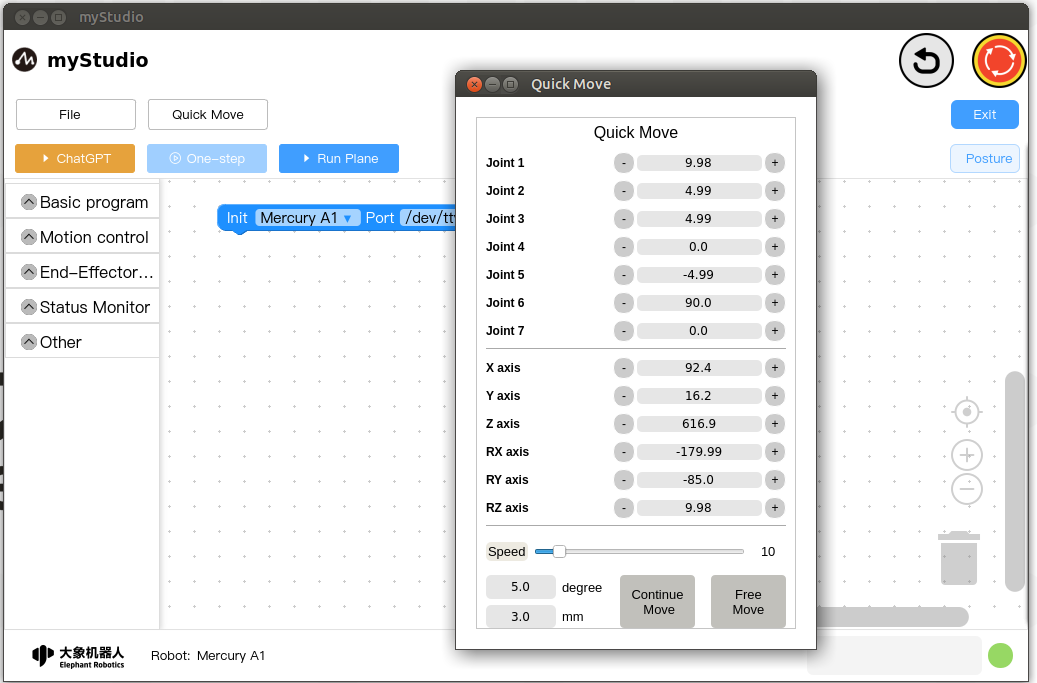 myStudio
myStudio
File
Quick Move
Exit
ChatGPT
One-step
Run Plane
Posture
Basic program
Motion control
End-Effector...
Status Monitor
Other
Init Mercury A1 ▼ Port /dev/tt
Quick Move
Quick Move
Joint 1 - 9.98 +
Joint 2 - 4.99 +
Joint 3 - 4.99 +
Joint 4 - 0.0 +
Joint 5 - -4.99 +
Joint 6 - 90.0 +
Joint 7 - 0.0 +
X axis - 92.4 +
Y axis - 16.2 +
Z axis - 616.9 +
RX axis - -179.99 +
RY axis - -85.0 +
RZ axis - 9.98 +
Speed 10
5.0 degree
3.0 mm
Continue
Move
Free
Move
大象机器人
Elephant Robotics
Robot: Mercury A1